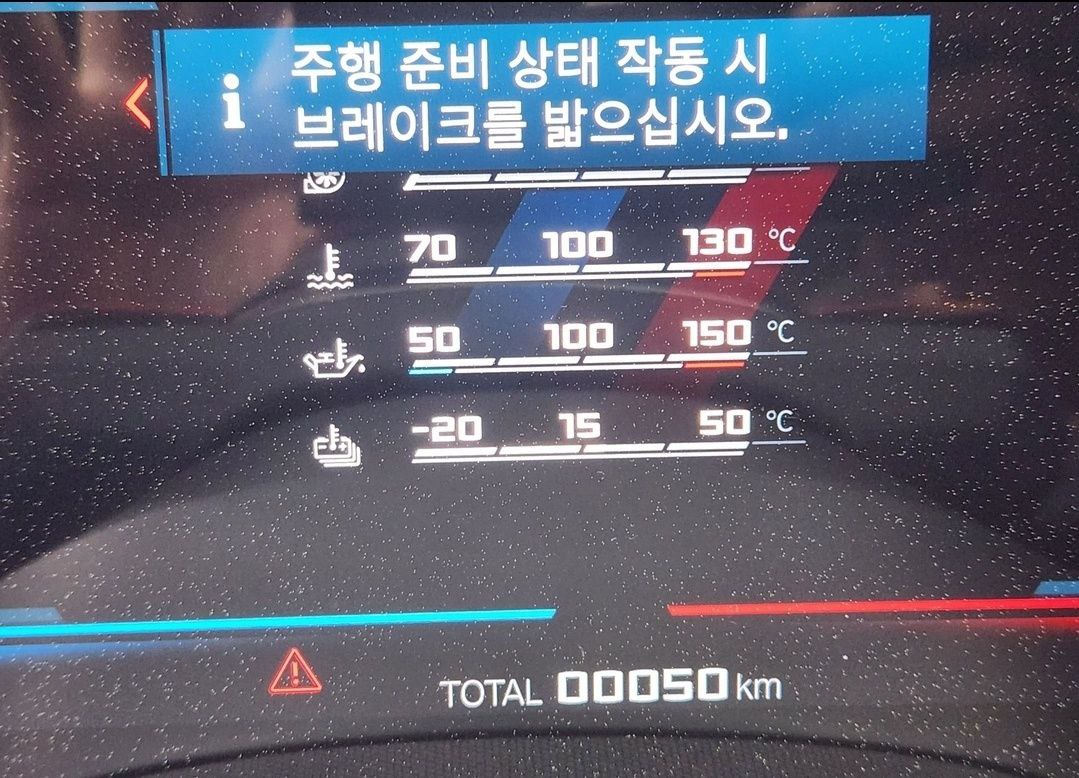 i
주행 준비 상태 작동 시
브레이크를 밟으십시오.
70 100 130 °C
50 100 150 °C
-20 15 50 °C
TOTAL 00050 km